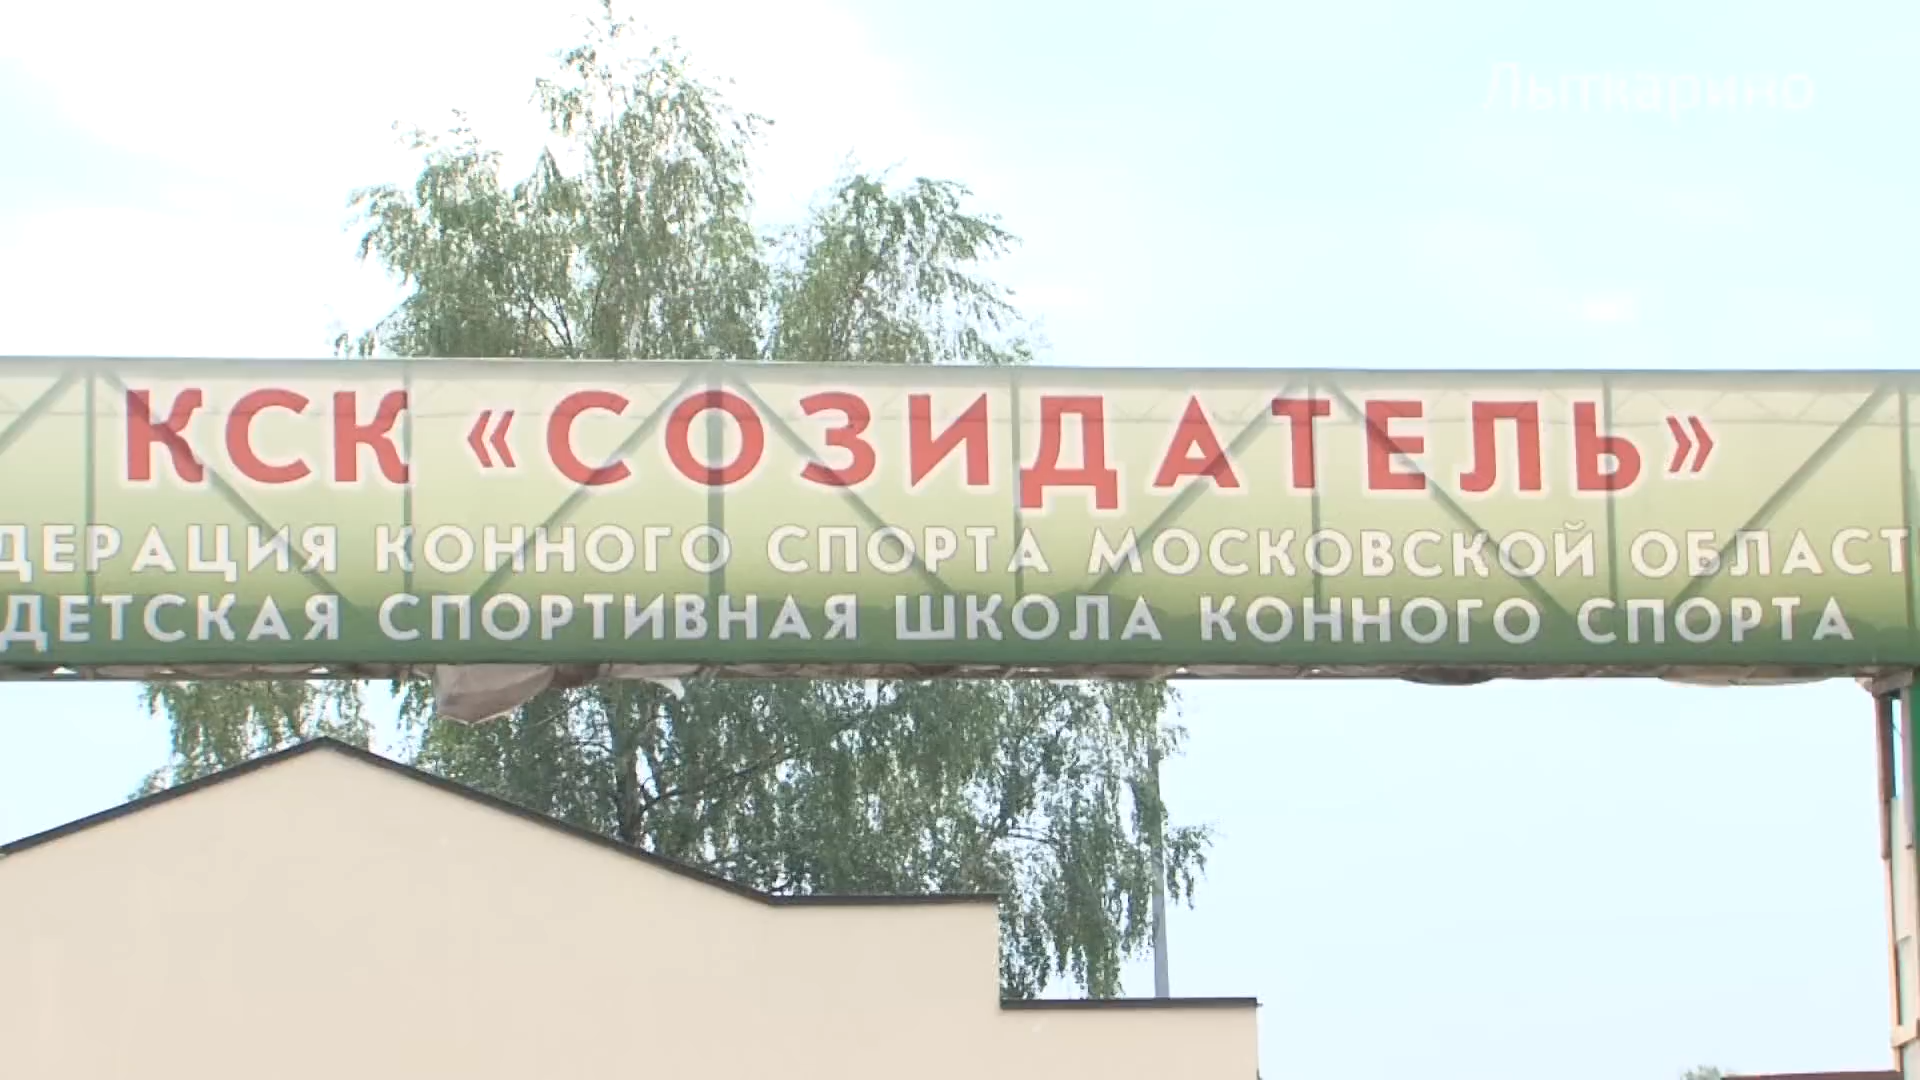 Лыткарино
КСК «СОЗИДАТЕЛЬ»
ДЕРАЦИЯ КОННОГО СПОРТА МОСКОВСКОЙ ОБЛАСТ
ДЕТСКАЯ СПОРТИВНАЯ ШКОЛА КОННОГО СПОРТА